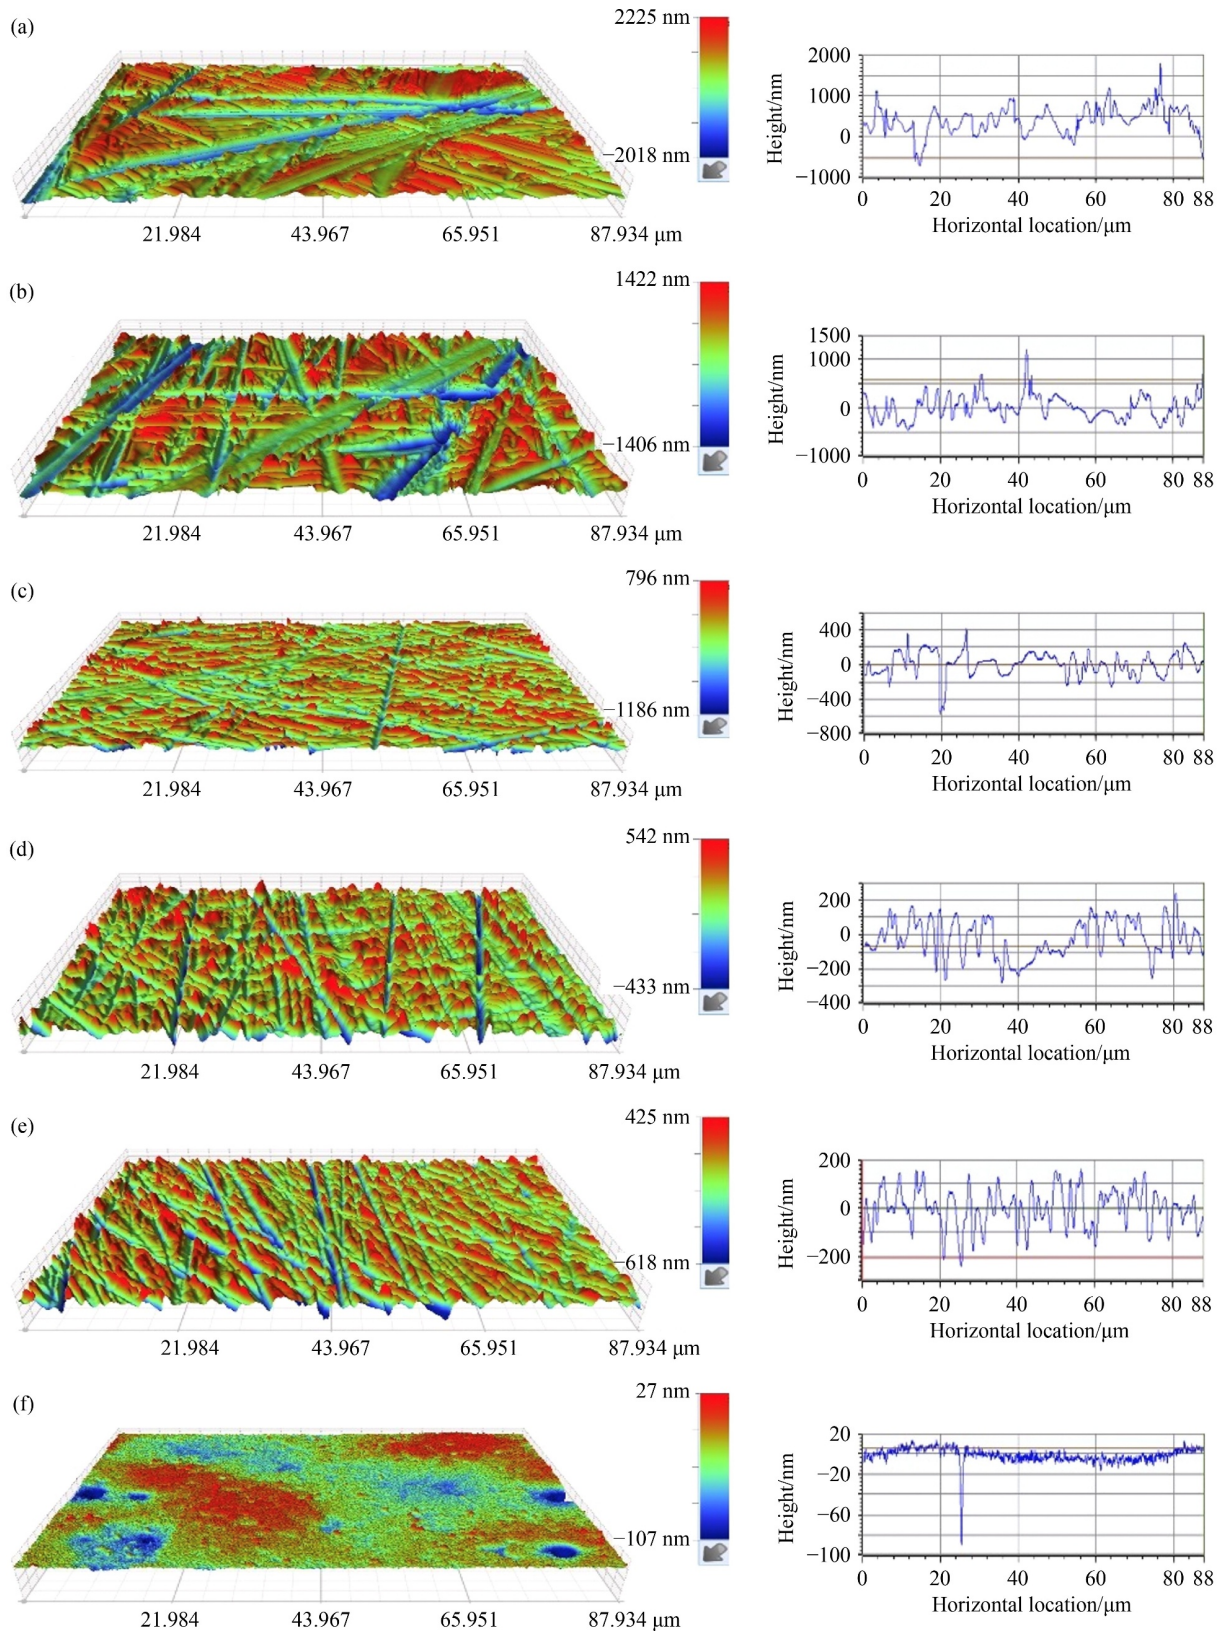 (a)
2225 nm
−2018 nm
21.984 43.967 65.951 87.934 μm
Height/nm
2000
1000
0
−1000
0 20 40 60 80 88
Horizontal location/μm
(b)
1422 nm
−1406 nm
21.984 43.967 65.951 87.934 μm
Height/nm
1500
1000
0
−1000
0 20 40 60 80 88
Horizontal location/μm
(c)
796 nm
−1186 nm
21.984 43.967 65.951 87.934 μm
Height/nm
400
0
−400
−800
0 20 40 60 80 88
Horizontal location/μm
(d)
542 nm
−433 nm
21.984 43.967 65.951 87.934 μm
Height/nm
200
0
−200
−400
0 20 40 60 80 88
Horizontal location/μm
(e)
425 nm
−618 nm
21.984 43.967 65.951 87.934 μm
Height/nm
200
0
−200
0 20 40 60 80 88
Horizontal location/μm
(f)
27 nm
−107 nm
21.984 43.967 65.951 87.934 μm
Height/nm
20
−20
−60
−100
0 20 40 60 80 88
Horizontal location/μm